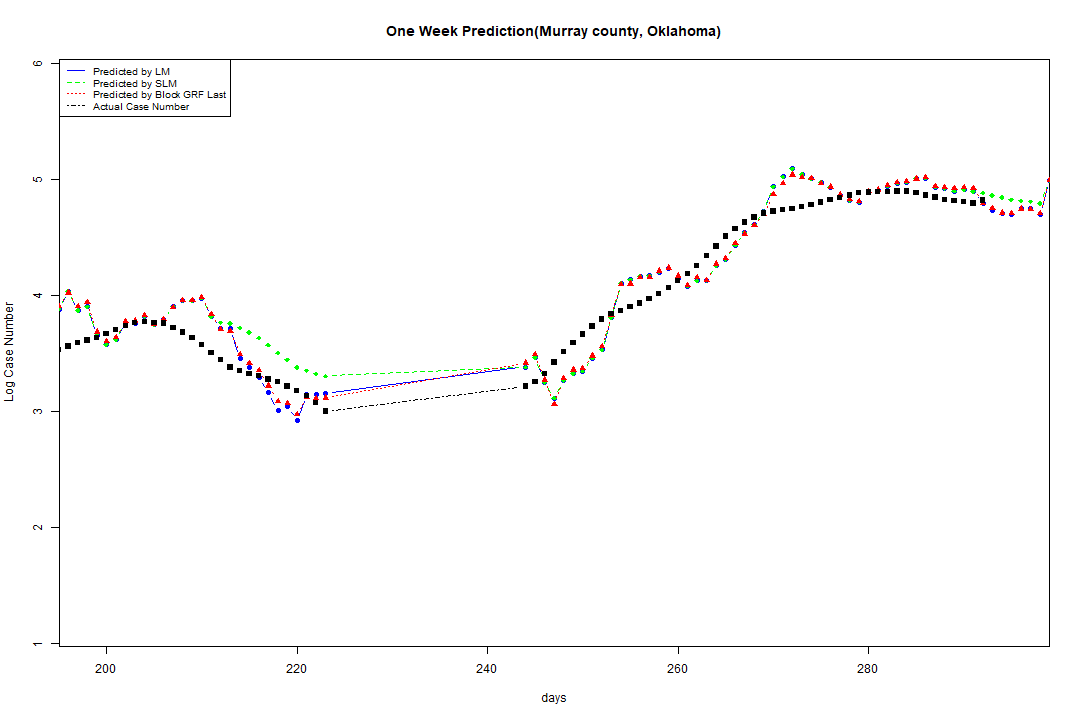 One Week Prediction(Murray county, Oklahoma)
Predicted by LM
Predicted by SLM
Predicted by Block GRF Last
Actual Case Number
6
5
4
3
2
1
Log Case Number
200 220 240 260 280
days